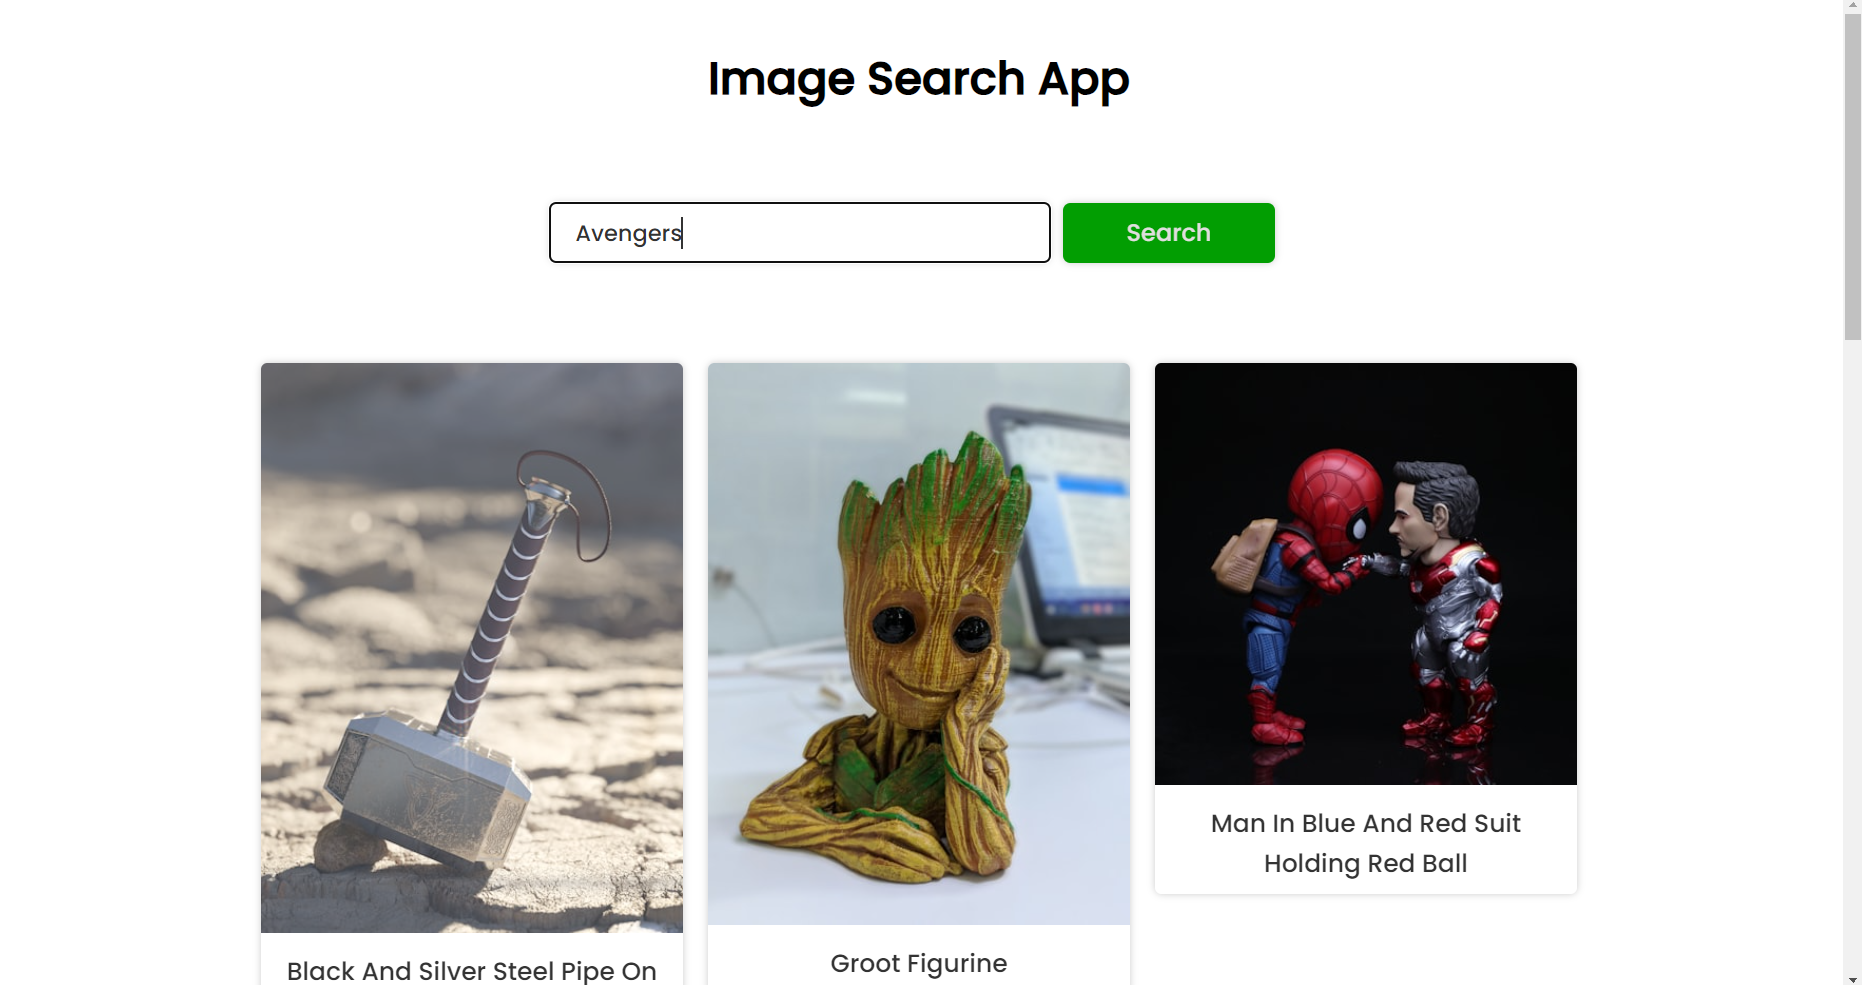 Image Search App
Avengers
Search
Man In Blue And Red Suit
Holding Red Ball
Black And Silver Steel Pipe On
Groot Figurine